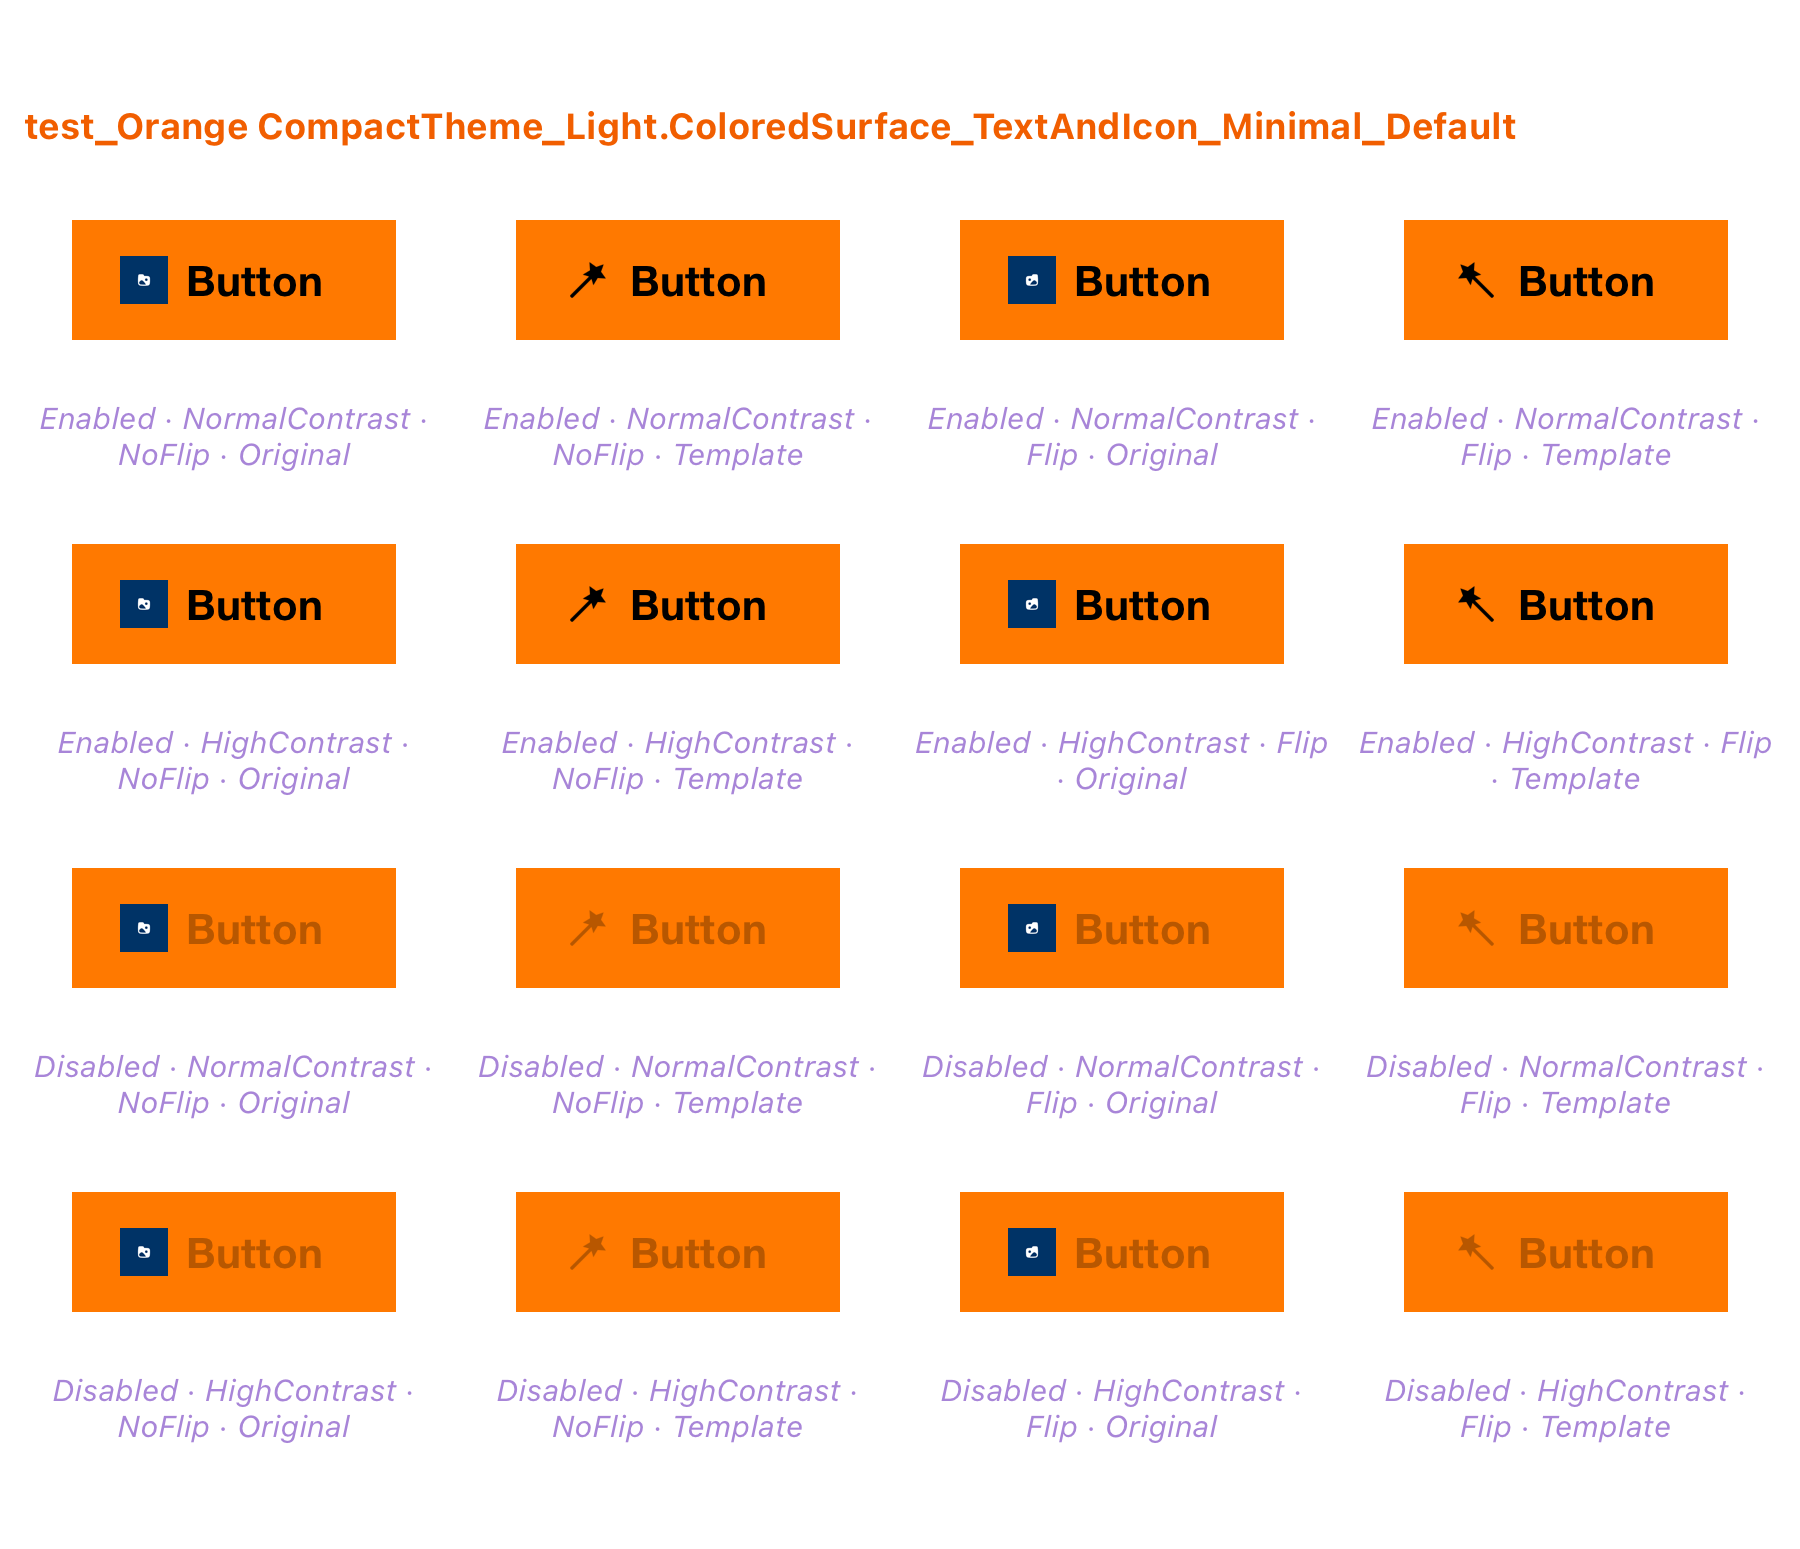 test_Orange CompactTheme_Light.ColoredSurface_TextAndIcon_Minimal_Default
Button
Button
Button
Button
Enabled · NormalContrast ·
NoFlip · Original
Enabled · NormalContrast ·
NoFlip · Template
Enabled · NormalContrast ·
Flip · Original
Enabled · NormalContrast ·
Flip · Template
Button
Button
Button
Button
Enabled · HighContrast ·
NoFlip · Original
Enabled · HighContrast ·
NoFlip · Template
Enabled · HighContrast · Flip
· Original
Enabled · HighContrast · Flip
· Template
Button
Button
Button
Button
Disabled · NormalContrast ·
NoFlip · Original
Disabled · NormalContrast ·
NoFlip · Template
Disabled · NormalContrast ·
Flip · Original
Disabled · NormalContrast ·
Flip · Template
Button
Button
Button
Button
Disabled · HighContrast ·
NoFlip · Original
Disabled · HighContrast ·
NoFlip · Template
Disabled · HighContrast ·
Flip · Original
Disabled · HighContrast ·
Flip · Template